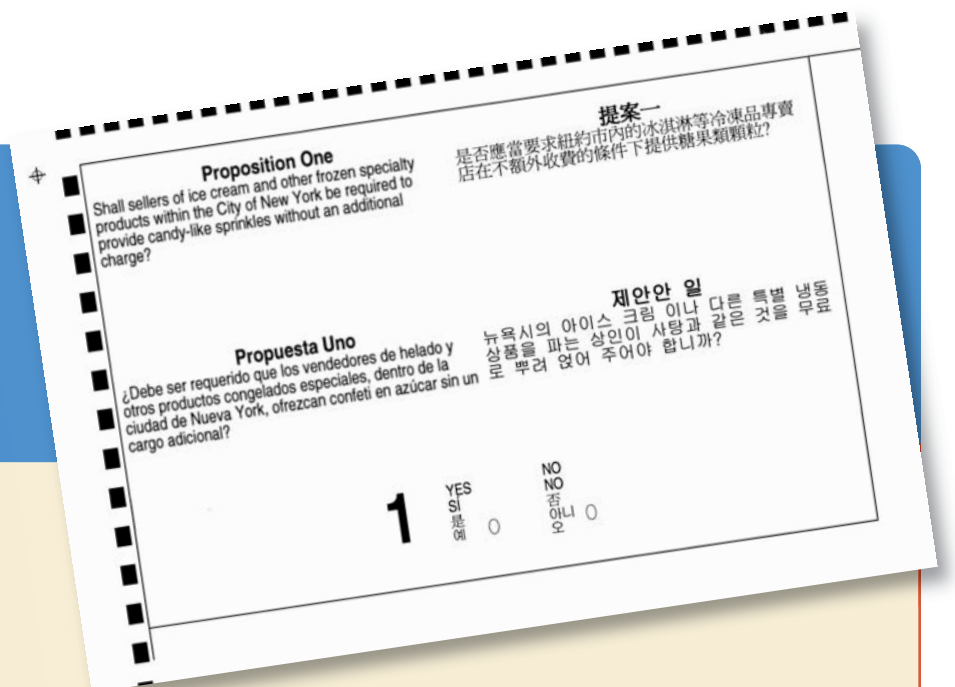 Proposition One
Shall sellers of ice cream and other frozen specialty
products within the City of New York be required to
provide candy-like sprinkles without an additional
charge?
提案一
是否應當要求紐約市內的冰淇淋等冷凍品專賣
店在不額外收費的條件下提供糖果類顆粒?
Propuesta Uno
¿Debe ser requerido que los vendedores de helado y
otros productos congelados especiales, dentro de la
ciudad de Nueva York, ofrezcan confeti en azúcar sin un
cargo adicional?
제안안 일
뉴욕시의 아이스 크림 이나 다른 특별 냉동
상품을 파는 상인이 사탕과 같은 것을 무료
로 뿌려 얹어 주어야 합니까?
1
YES
SÍ
是
예
NO
NO
否
아니
오